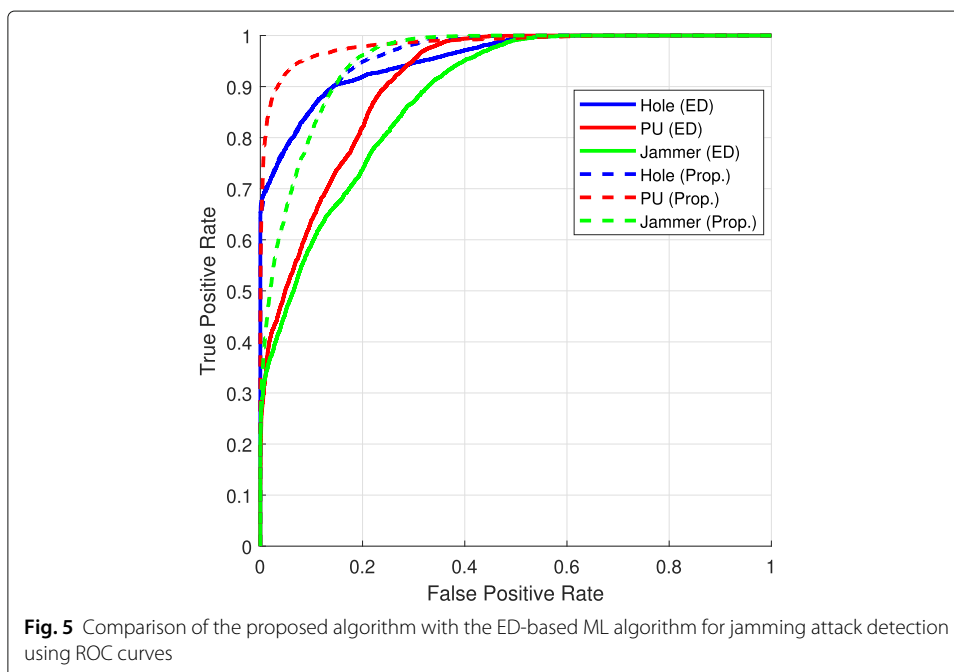 1
0.9
0.8
0.7
0.6
0.5
0.4
0.3
0.2
0.1
0
True Positive Rate
Hole (ED)
PU (ED)
Jammer (ED)
Hole (Prop.)
PU (Prop.)
Jammer (Prop.)
0 0.2 0.4 0.6 0.8 1
False Positive Rate
Fig. 5 Comparison of the proposed algorithm with the ED-based ML algorithm for jamming attack detection
using ROC curves